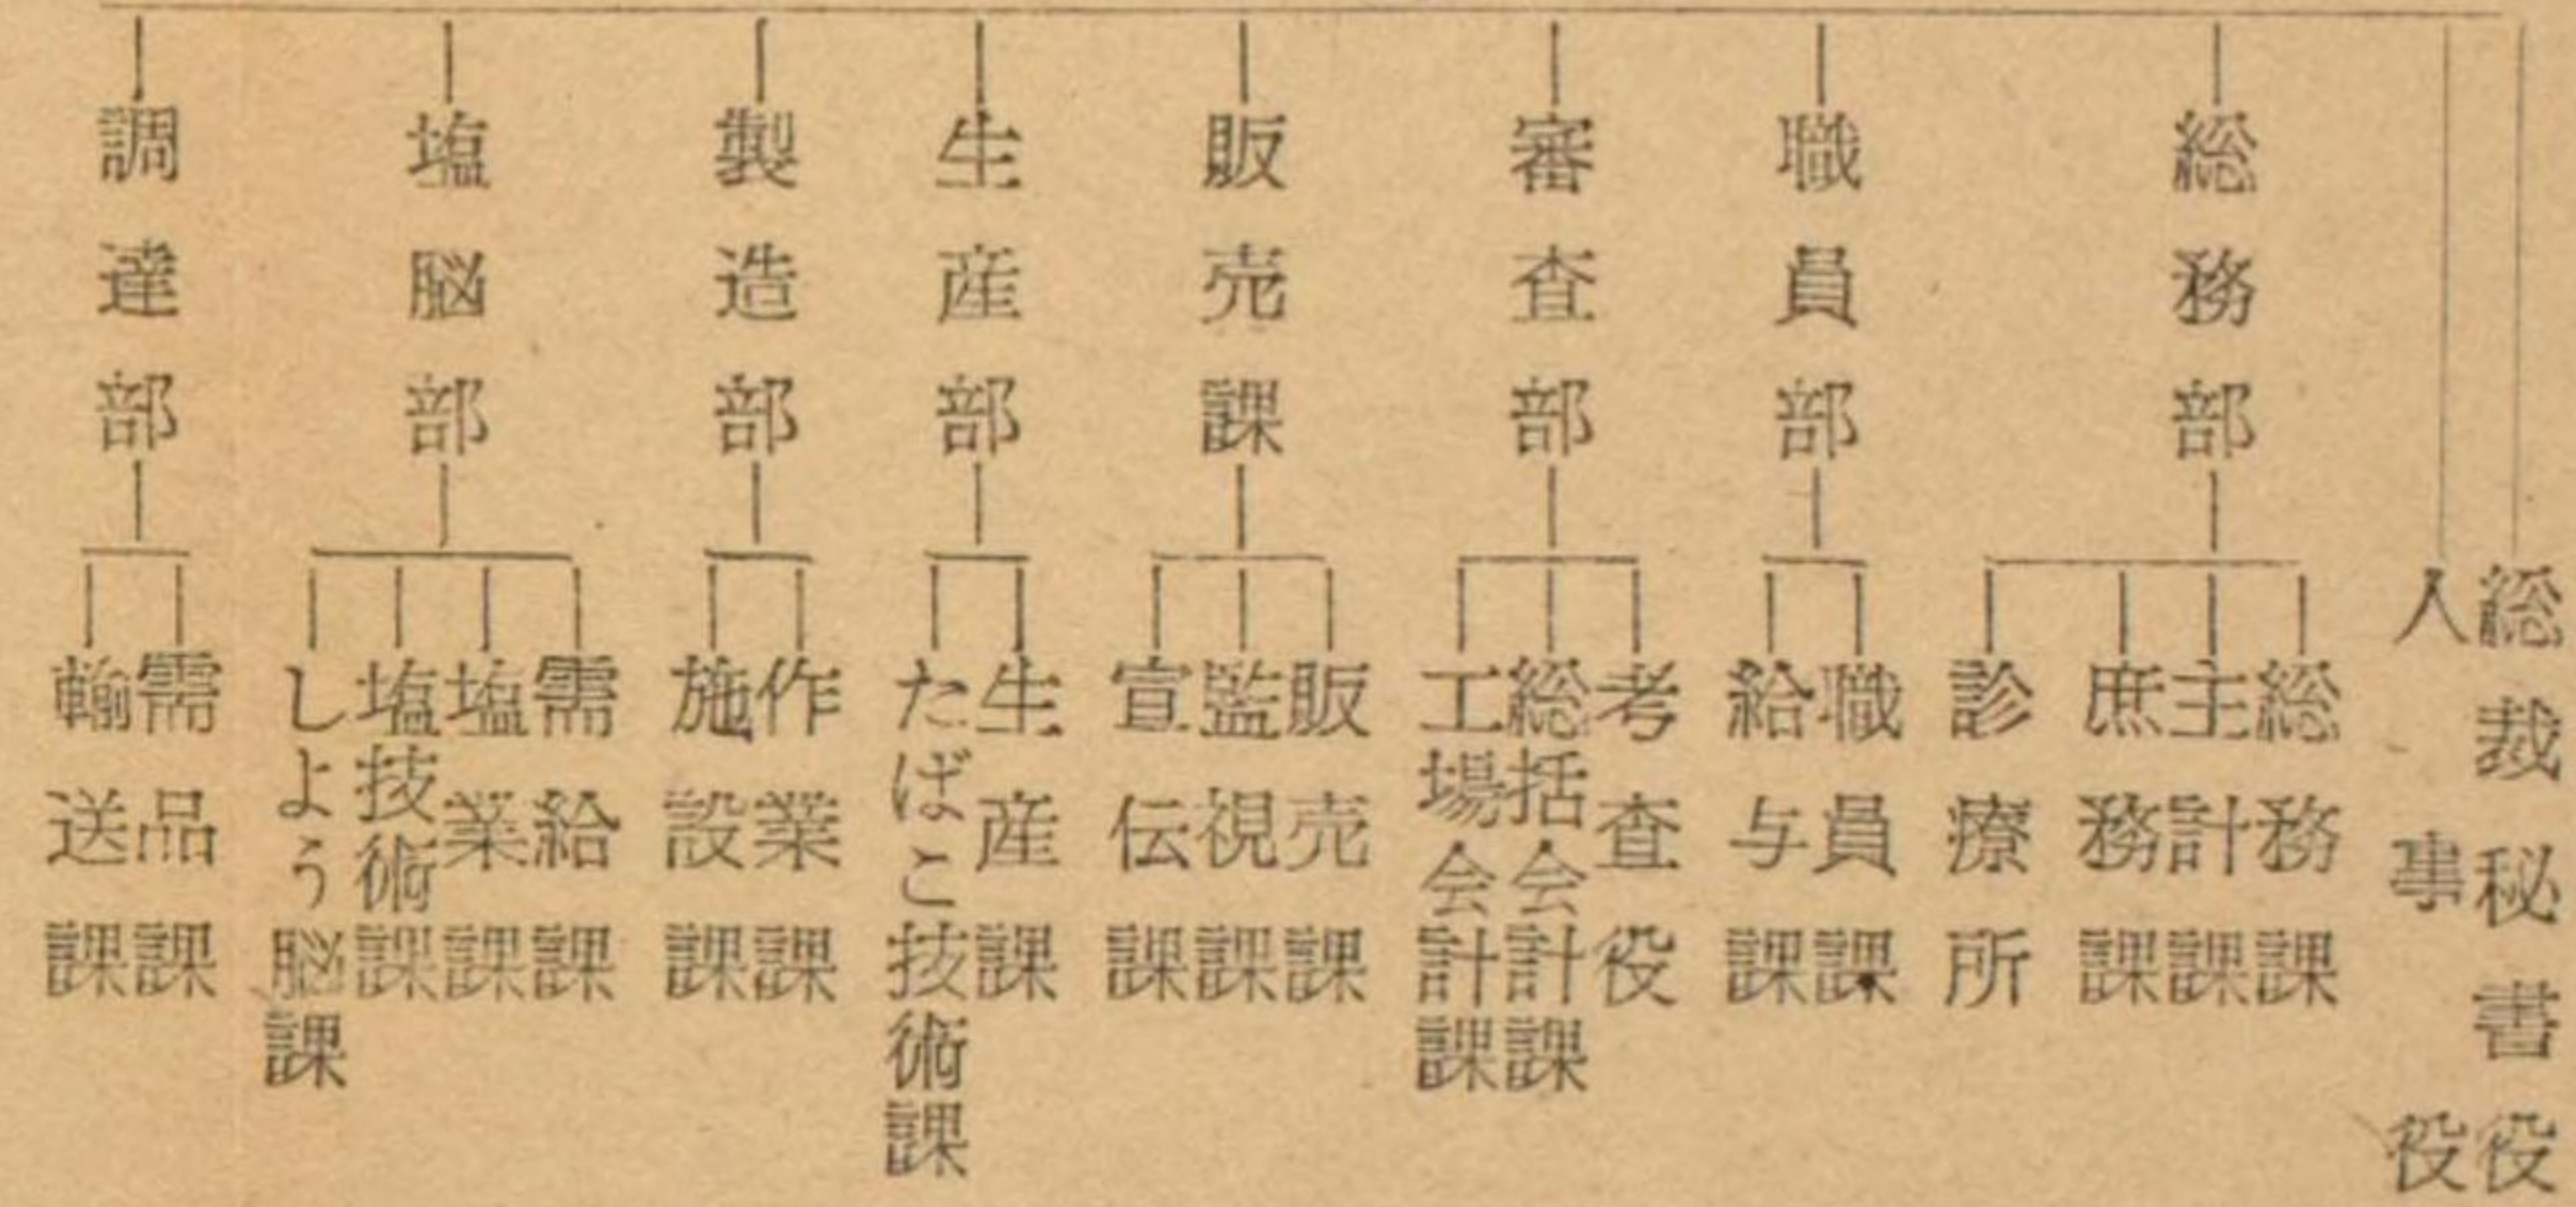 総裁秘書役
人事役
総務部
総務課
主計課
庶務課
診療所
職員部
職員課
給与課
審査部
考査役
総括会計課
工場会計課
販売課
販売課
監視課
宣伝課
生産部
生産課
たばこ技術課
製造部
作業課
施設課
塩脳部
需給課
塩業課
塩技術課
しよう脳課
調達部
需品課
輸送課